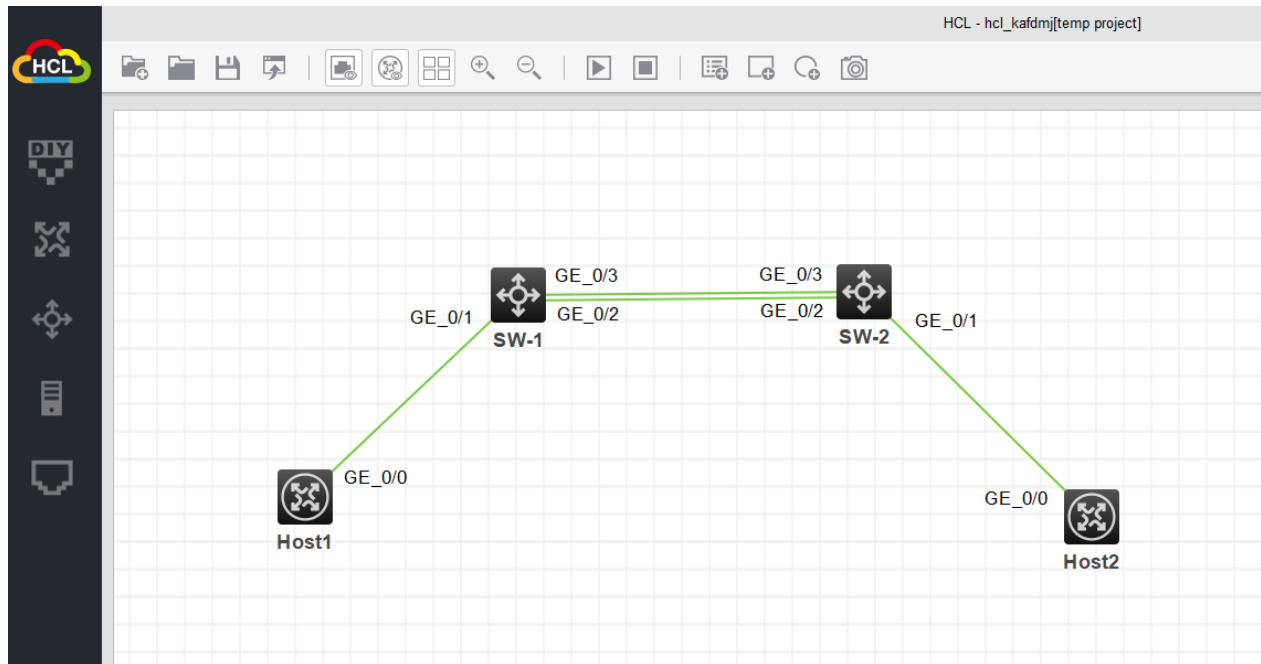 HCL - hcl_kafdmj[temp project]
HCL
DIY
GE_0/3
GE_0/3
GE_0/1
GE_0/2
GE_0/2
GE_0/1
SW-1
SW-2
GE_0/0
GE_0/0
Host1
Host2